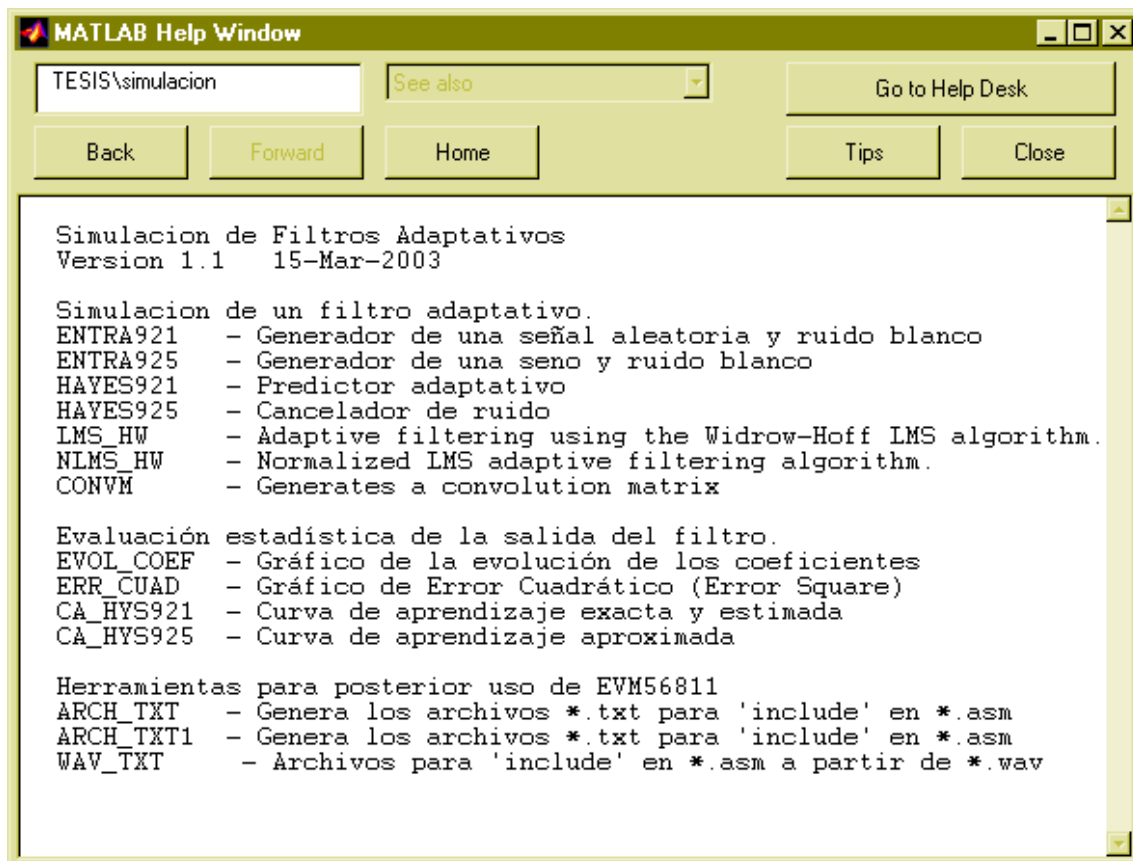 MATLAB Help Window
TESIS\simulacion
See also
Go to Help Desk
Back
Forward
Home
Tips
Close
Simulacion de Filtros Adaptativos
Version 1.1   15-Mar-2003
Simulacion de un filtro adaptativo.
ENTRA921   - Generador de una señal aleatoria y ruido blanco
ENTRA925   - Generador de una seno y ruido blanco
HAYES921   - Predictor adaptativo
HAYES925   - Cancelador de ruido
LMS_HW     - Adaptive filtering using the Widrow-Hoff LMS algorithm.
NLMS_HW    - Normalized LMS adaptive filtering algorithm.
CONVM      - Generates a convolution matrix
Evaluación estadística de la salida del filtro.
EVOL_COEF  - Gráfico de la evolución de los coeficientes
ERR_CUAD   - Gráfico de Error Cuadrático (Error Square)
CA_HYS921  - Curva de aprendizaje exacta y estimada
CA_HYS925  - Curva de aprendizaje aproximada
Herramientas para posterior uso de EVM56811
ARCH_TXT   - Genera los archivos *.txt para 'include' en *.asm
ARCH_TXT1  - Genera los archivos *.txt para 'include' en *.asm
WAV_TXT     - Archivos para 'include' en *.asm a partir de *.wav